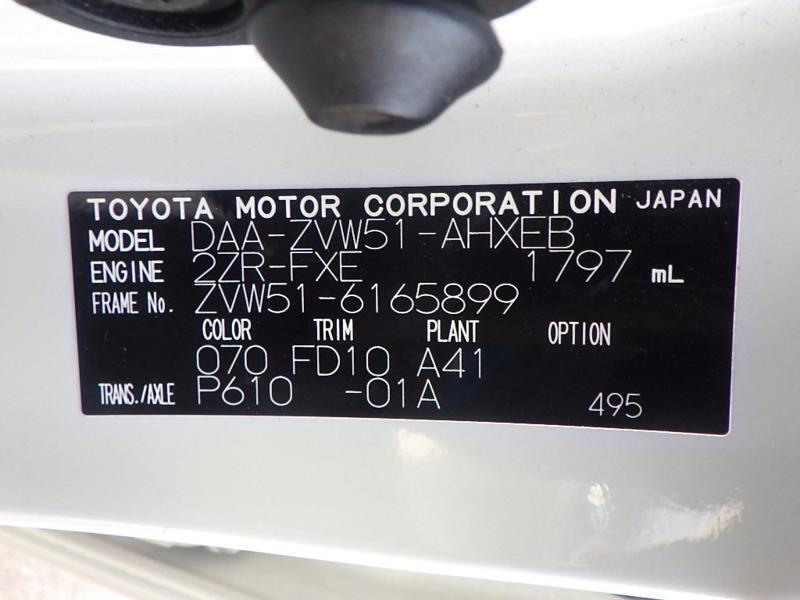 TOYOTA MOTOR CORPORATION JAPAN
MODEL DAA-ZVW51-AHXEB
ENGINE 2ZR-FXE 1797 mL
FRAME No. ZVW51-6165899
COLOR TRIM PLANT OPTION
070 FD10 A41
TRANS./AXLE P610 -01A 495